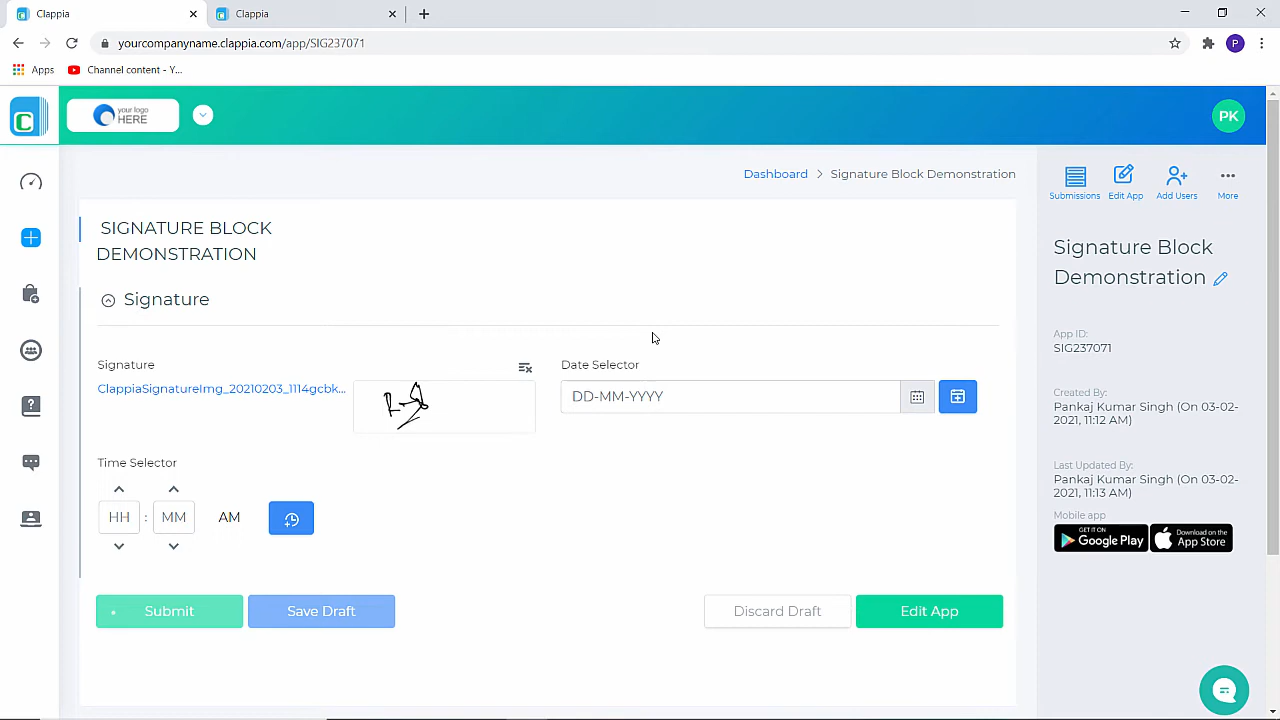 Clappia
Clappia
yourcompanyname.clappia.com/app/SIG237071
Apps
Channel content - Y...
C
your logo
HERE
PK
Dashboard > Signature Block Demonstration
Submissions
Edit App
Add Users
More
SIGNATURE BLOCK
DEMONSTRATION
Signature
Signature
ClappiaSignatureImg_20210203_1114gcbk...
Date Selector
DD-MM-YYYY
Time Selector
HH : MM AM
Submit
Save Draft
Discard Draft
Edit App
Signature Block
Demonstration
App ID:
SIG237071
Created By:
Pankaj Kumar Singh (On 03-02-
2021, 11:12 AM)
Last Updated By:
Pankaj Kumar Singh (On 03-02-
2021, 11:13 AM)
Mobile app
GET IT ON
Google Play
Download on the
App Store
P